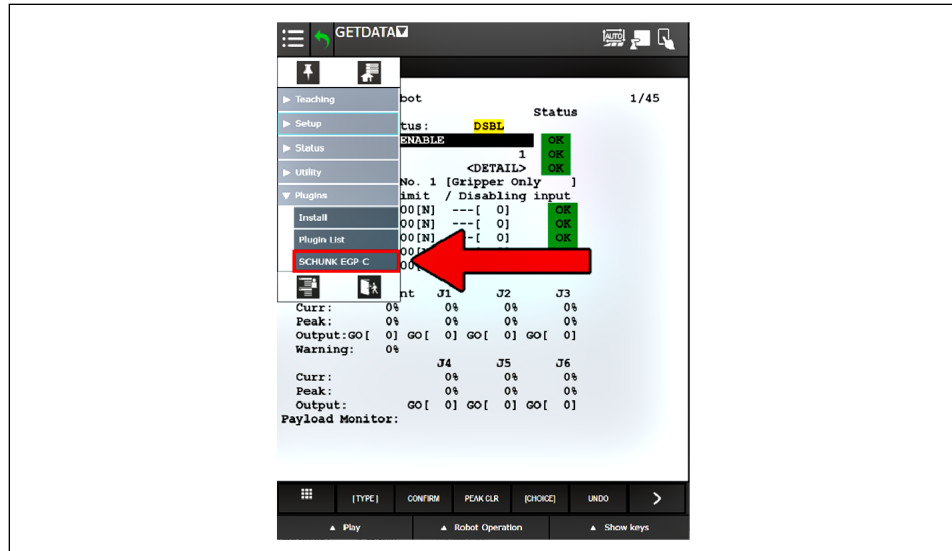 GETDATA
AUTO
bot 1/45
Status
tus: DSBL
ENABLE OK
1 OK
<DETAIL> OK
No. 1 [Gripper Only ]
imit / Disabling input
00[N] ---[ 0] OK
00[N] ---[ 0] OK
00[N] ---[ 0] OK
Teaching
Setup
Status
Utility
Plugins
Install
Plugin List
SCHUNK EGP-C
nt J1 J2 J3
Curr: 0% 0% 0% 0%
Peak: 0% 0% 0% 0%
Output:GO[ 0] GO[ 0] GO[ 0] GO[ 0]
Warning: 0%
J4 J5 J6
Curr: 0% 0% 0%
Peak: 0% 0% 0%
Output: GO[ 0] GO[ 0] GO[ 0]
Payload Monitor:
[TYPE] CONFIRM PEAK CLR [CHOICE] UNDO >
Play Robot Operation Show keys